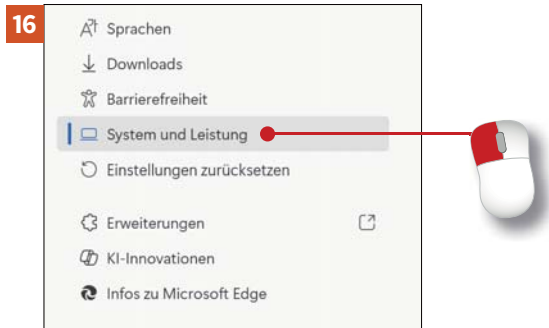 16
Sprachen
Downloads
Barrierefreiheit
System und Leistung
Einstellungen zurücksetzen
Erweiterungen
KI-Innovationen
Infos zu Microsoft Edge